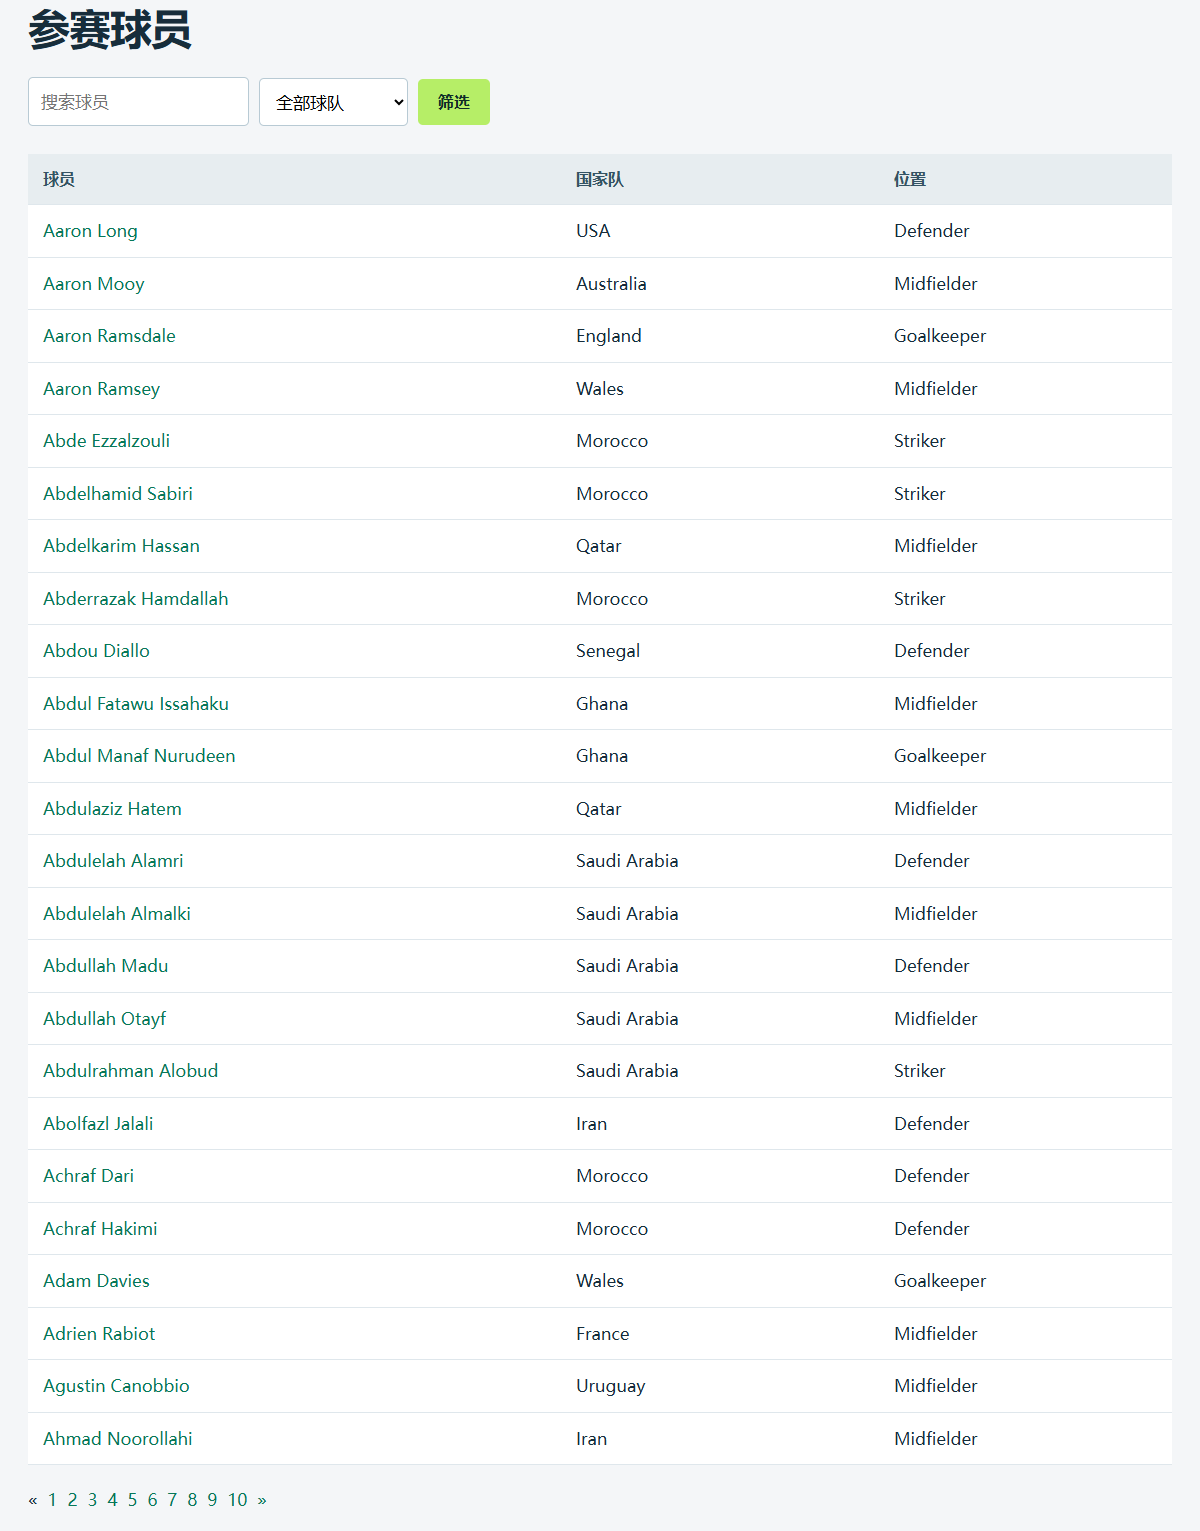 参赛球员
搜索球员 全部球队 筛选
球员 国家队 位置
Aaron Long USA Defender
Aaron Mooy Australia Midfielder
Aaron Ramsdale England Goalkeeper
Aaron Ramsey Wales Midfielder
Abde Ezzalzouli Morocco Striker
Abdelhamid Sabiri Morocco Striker
Abdelkarim Hassan Qatar Midfielder
Abderrazak Hamdallah Morocco Striker
Abdou Diallo Senegal Defender
Abdul Fatawu Issahaku Ghana Midfielder
Abdul Manaf Nurudeen Ghana Goalkeeper
Abdulaziz Hatem Qatar Midfielder
Abdulelah Alamri Saudi Arabia Defender
Abdulelah Almalki Saudi Arabia Midfielder
Abdullah Madu Saudi Arabia Defender
Abdullah Otayf Saudi Arabia Midfielder
Abdulrahman Alobud Saudi Arabia Striker
Abolfazl Jalali Iran Defender
Achraf Dari Morocco Defender
Achraf Hakimi Morocco Defender
Adam Davies Wales Goalkeeper
Adrien Rabiot France Midfielder
Agustin Canobbio Uruguay Midfielder
Ahmad Noorollahi Iran Midfielder
« 1 2 3 4 5 6 7 8 9 10 »